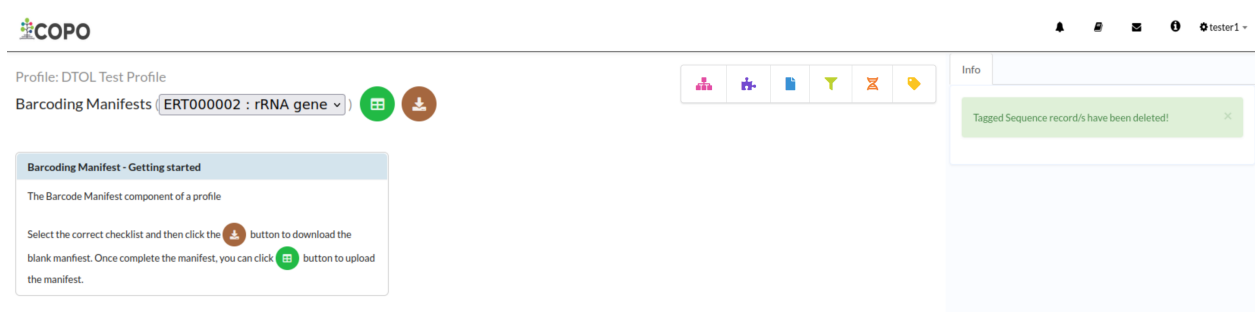 COPO
tester1
Profile: DTOL Test Profile
Barcoding Manifests ( ERT000002 : rRNA gene )
Info
Tagged Sequence record/s have been deleted!
×
Barcoding Manifest - Getting started
The Barcode Manifest component of a profile
Select the correct checklist and then click the button to download the
blank manfiest. Once complete the manifest, you can click button to upload
the manifest.